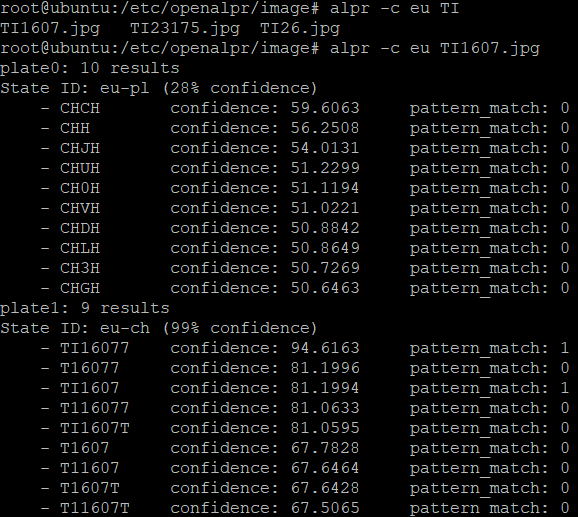 root@ubuntu:/etc/openalpr/image# alpr -c eu TI
TI1607.jpg   TI23175.jpg  TI26.jpg
root@ubuntu:/etc/openalpr/image# alpr -c eu TI1607.jpg
plate0: 10 results
State ID: eu-pl (28% confidence)
    - CHCH       confidence: 59.6063     pattern_match: 0
    - CHH        confidence: 56.2508     pattern_match: 0
    - CHJH       confidence: 54.0131     pattern_match: 0
    - CHUH       confidence: 51.2299     pattern_match: 0
    - CH0H       confidence: 51.1194     pattern_match: 0
    - CHVH       confidence: 51.0221     pattern_match: 0
    - CHDH       confidence: 50.8842     pattern_match: 0
    - CHLH       confidence: 50.8649     pattern_match: 0
    - CH3H       confidence: 50.7269     pattern_match: 0
    - CHGH       confidence: 50.6463     pattern_match: 0
plate1: 9 results
State ID: eu-ch (99% confidence)
    - TI16077    confidence: 94.6163     pattern_match: 1
    - T16077     confidence: 81.1996     pattern_match: 0
    - TI1607     confidence: 81.1994     pattern_match: 1
    - T116077    confidence: 81.0633     pattern_match: 0
    - TI1607T    confidence: 81.0595     pattern_match: 0
    - T1607      confidence: 67.7828     pattern_match: 0
    - T11607     confidence: 67.6464     pattern_match: 0
    - T1607T     confidence: 67.6428     pattern_match: 0
    - T11607T    confidence: 67.5065     pattern_match: 0